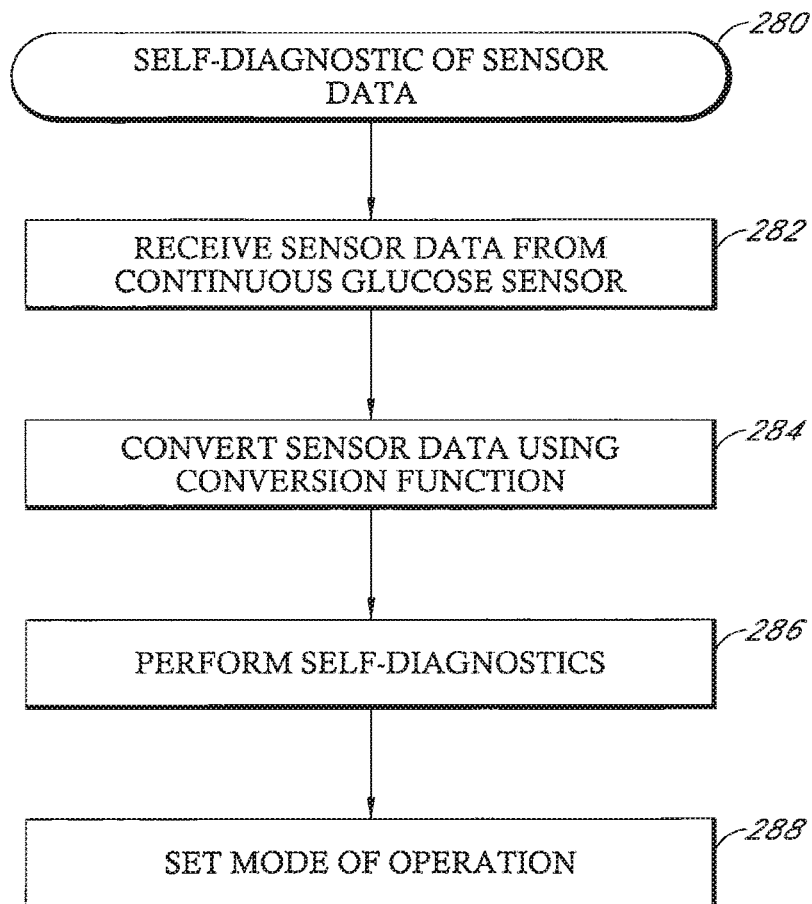 280
SELF-DIAGNOSTIC OF SENSOR
DATA
282
RECEIVE SENSOR DATA FROM
CONTINUOUS GLUCOSE SENSOR
284
CONVERT SENSOR DATA USING
CONVERSION FUNCTION
286
PERFORM SELF-DIAGNOSTICS
288
SET MODE OF OPERATION